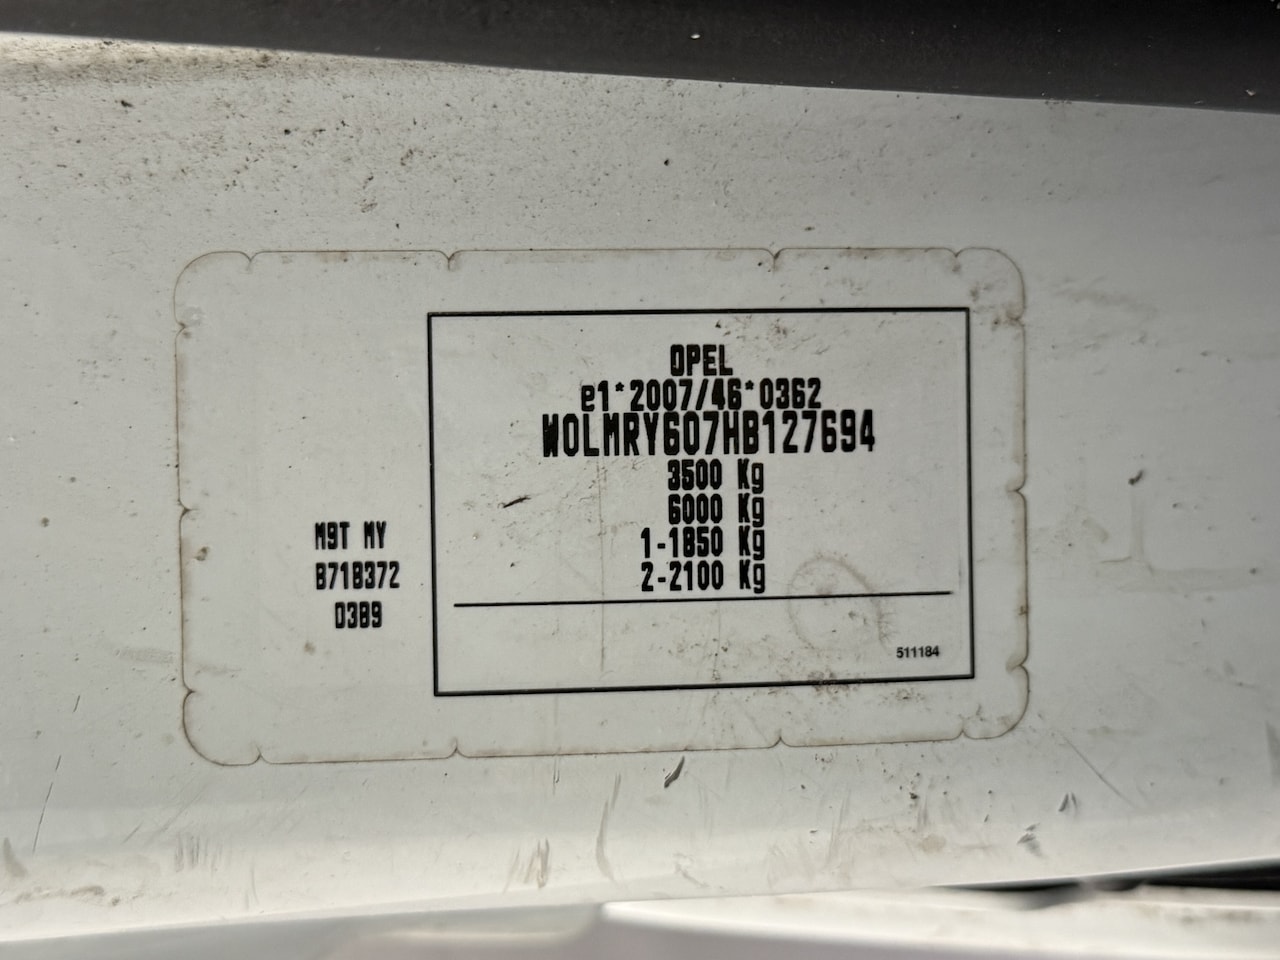 OPEL
e1*2007/46*0362
W0LMRY607HB127694
3500 Kg
6000 Kg
1-1850 Kg
2-2100 Kg
M9T MY
B71B372
D3B9
511184